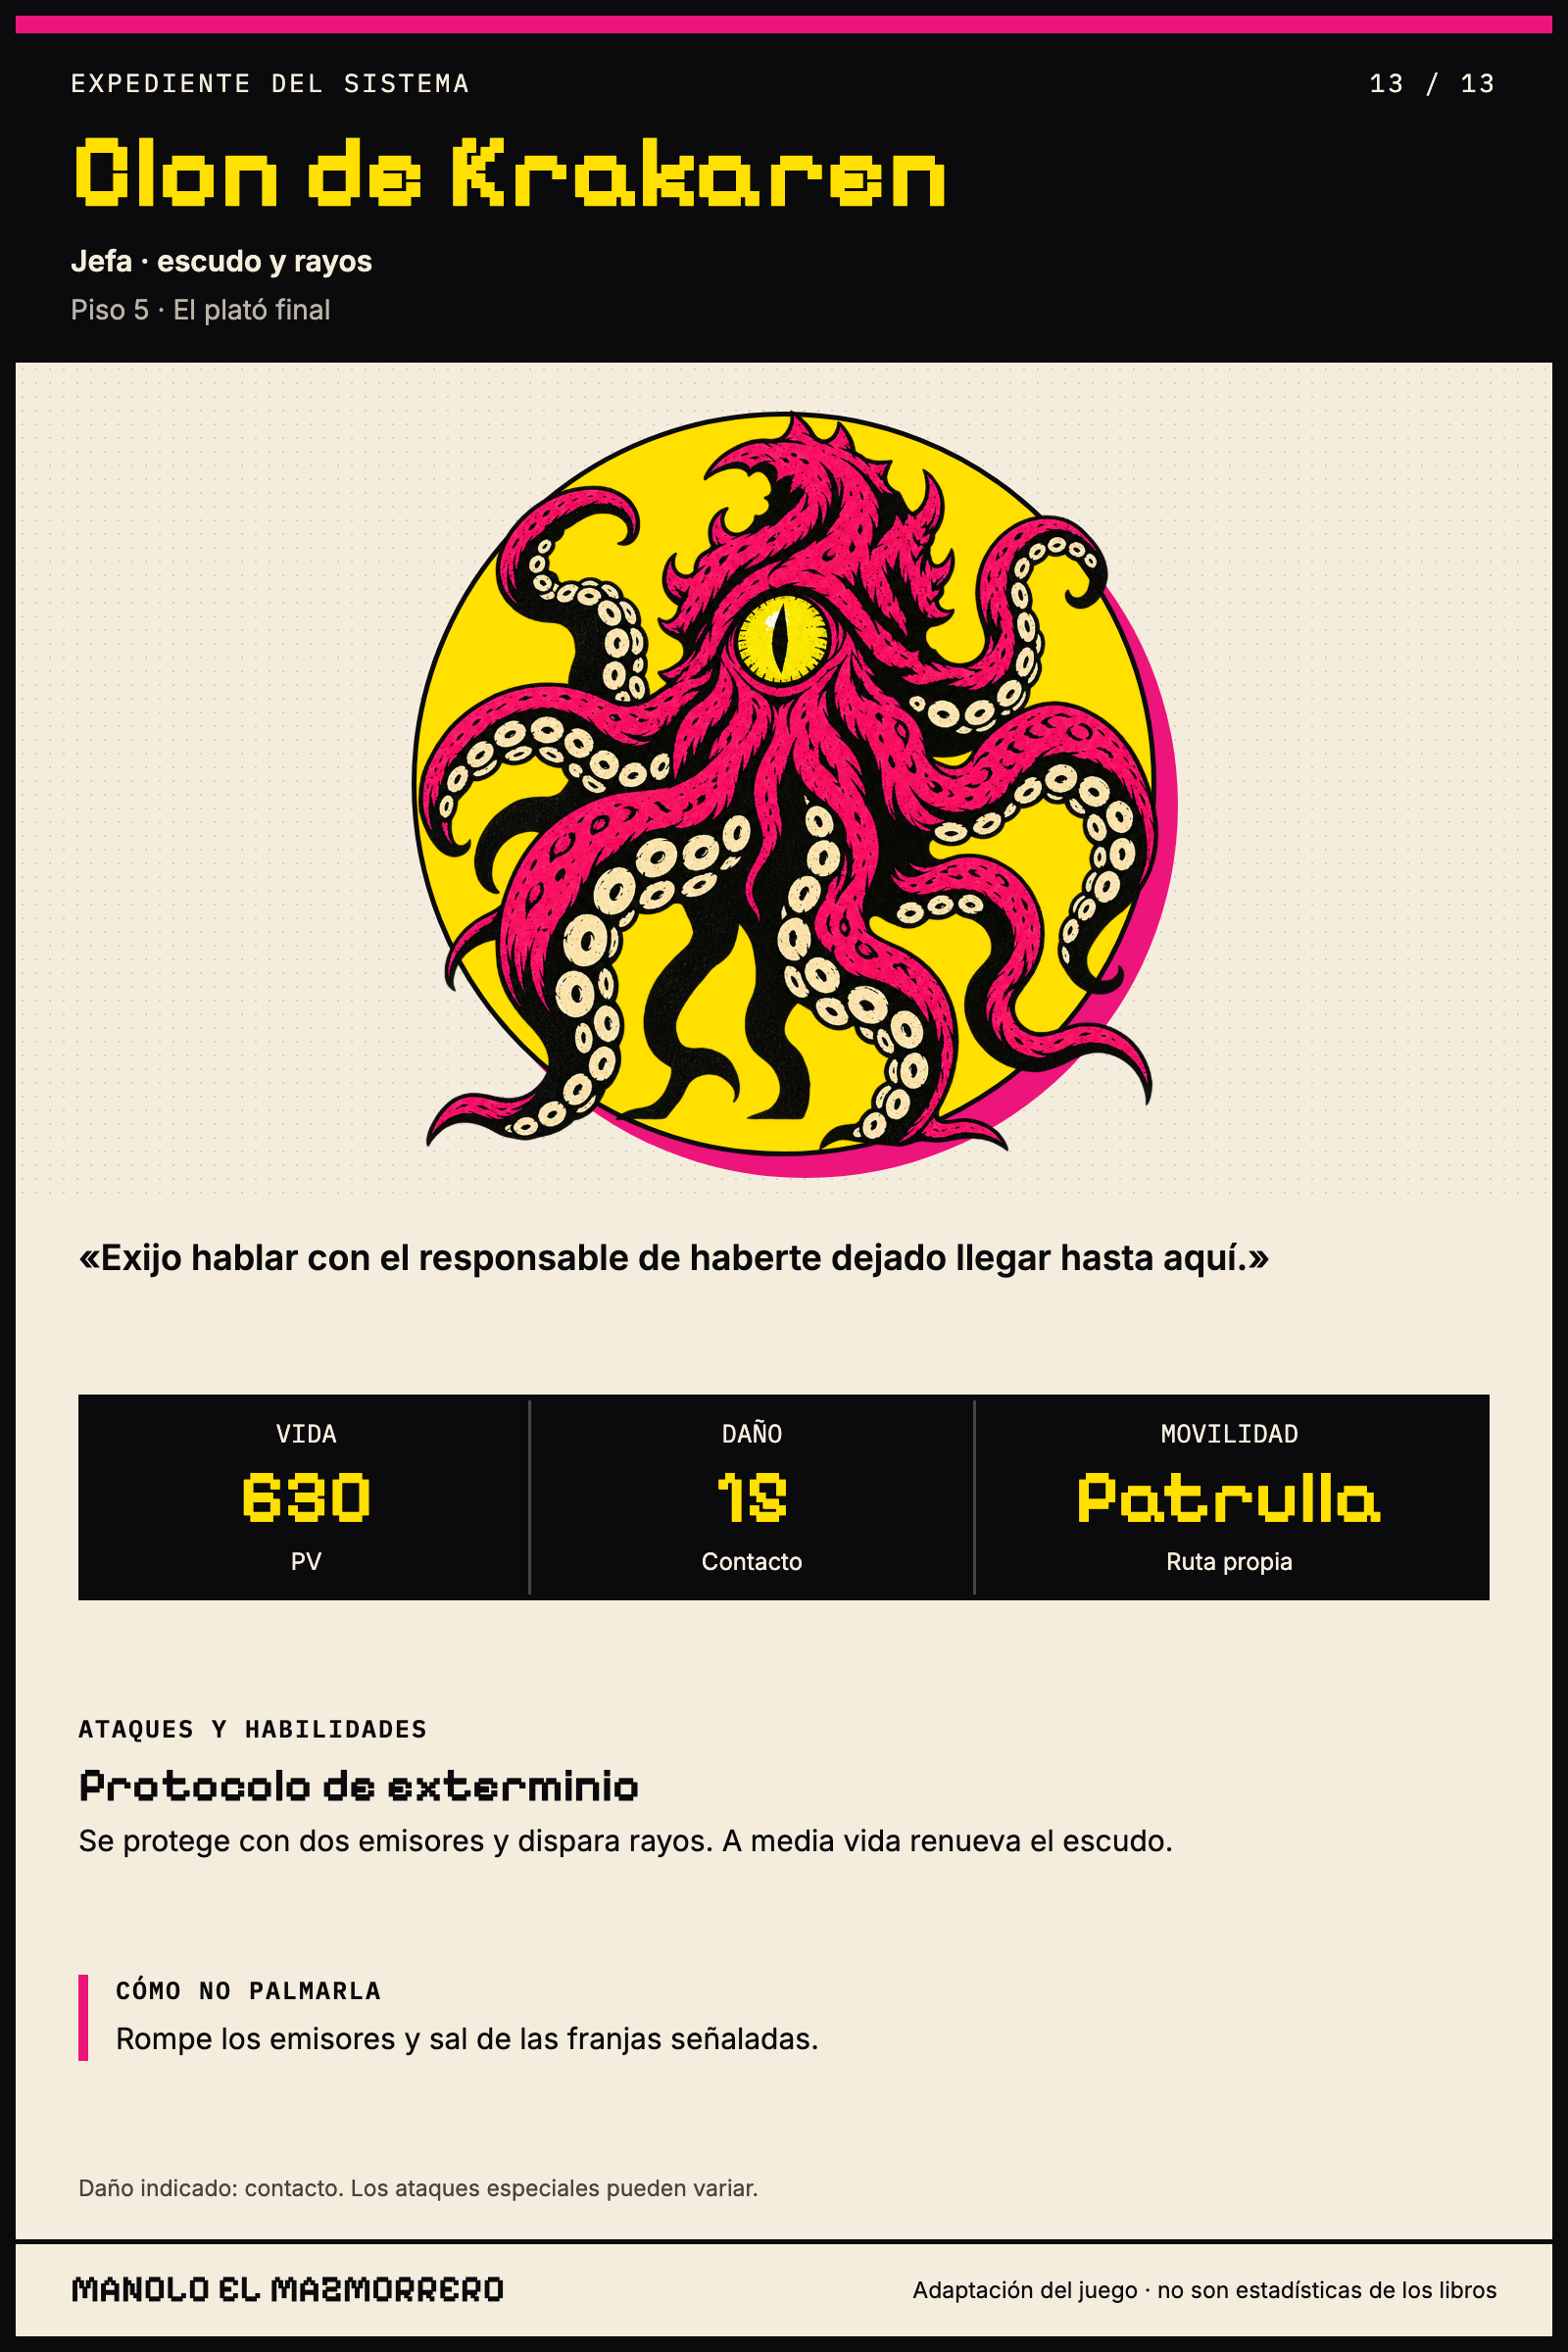 EXPEDIENTE DEL SISTEMA
13 / 13
Clon de Krakaren
Jefa · escudo y rayos
Piso 5 · El plató final
«Exijo hablar con el responsable de haberte dejado llegar hasta aquí.»
VIDA
630
PV
DAÑO
18
Contacto
MOVILIDAD
Patrulla
Ruta propia
ATAQUES Y HABILIDADES
Protocolo de exterminio
Se protege con dos emisores y dispara rayos. A media vida renueva el escudo.
CÓMO NO PALMARLA
Rompe los emisores y sal de las franjas señaladas.
Daño indicado: contacto. Los ataques especiales pueden variar.
MANOLO EL MAZMORRERO
Adaptación del juego · no son estadísticas de los libros